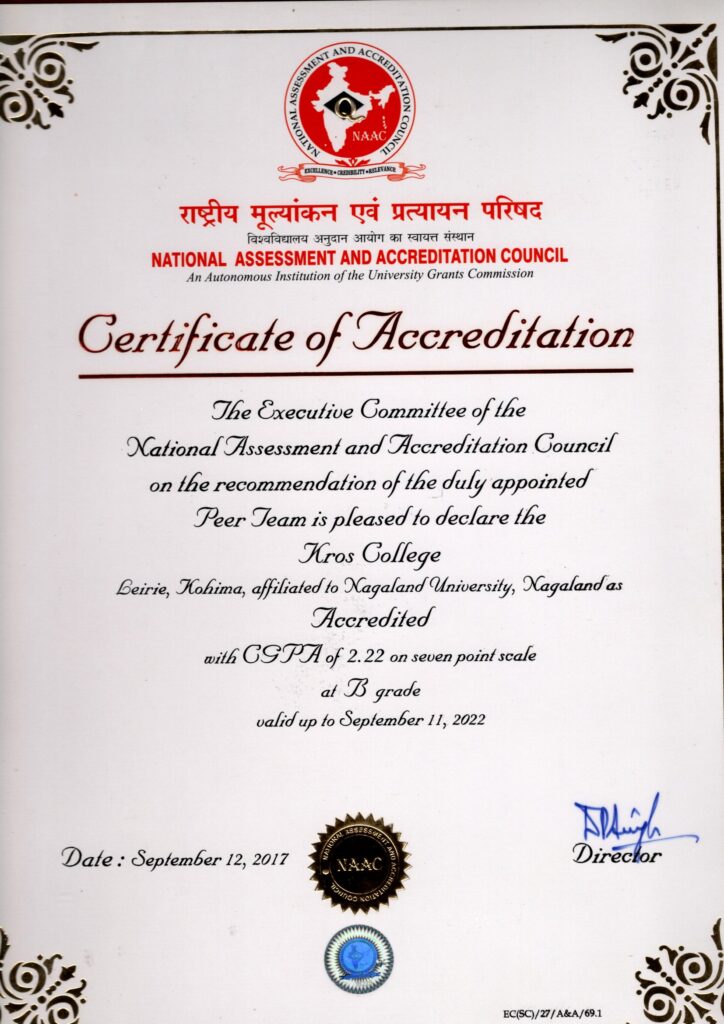 NATIONAL ASSESSMENT AND ACCREDITATION COUNCIL
Q
NAAC
EXCELLENCE • CREDIBILITY • RELEVANCE
राष्ट्रीय मूल्यांकन एवं प्रत्यायन परिषद
विश्वविद्यालय अनुदान आयोग का स्वायत्त संस्थान
NATIONAL ASSESSMENT AND ACCREDITATION COUNCIL
An Autonomous Institution of the University Grants Commission
Certificate of Accreditation
The Executive Committee of the
National Assessment and Accreditation Council
on the recommendation of the duly appointed
Peer Team is pleased to declare the
Kros College
Leirie, Kohima, affiliated to Nagaland University, Nagaland as
Accredited
with CGPA of 2.22 on seven point scale
at B grade
valid up to September 11, 2022
Date : September 12, 2017
NATIONAL ASSESSMENT AND ACCREDITATION COUNCIL
NAAC
Director
EC(SC)/27/A&A/69.1